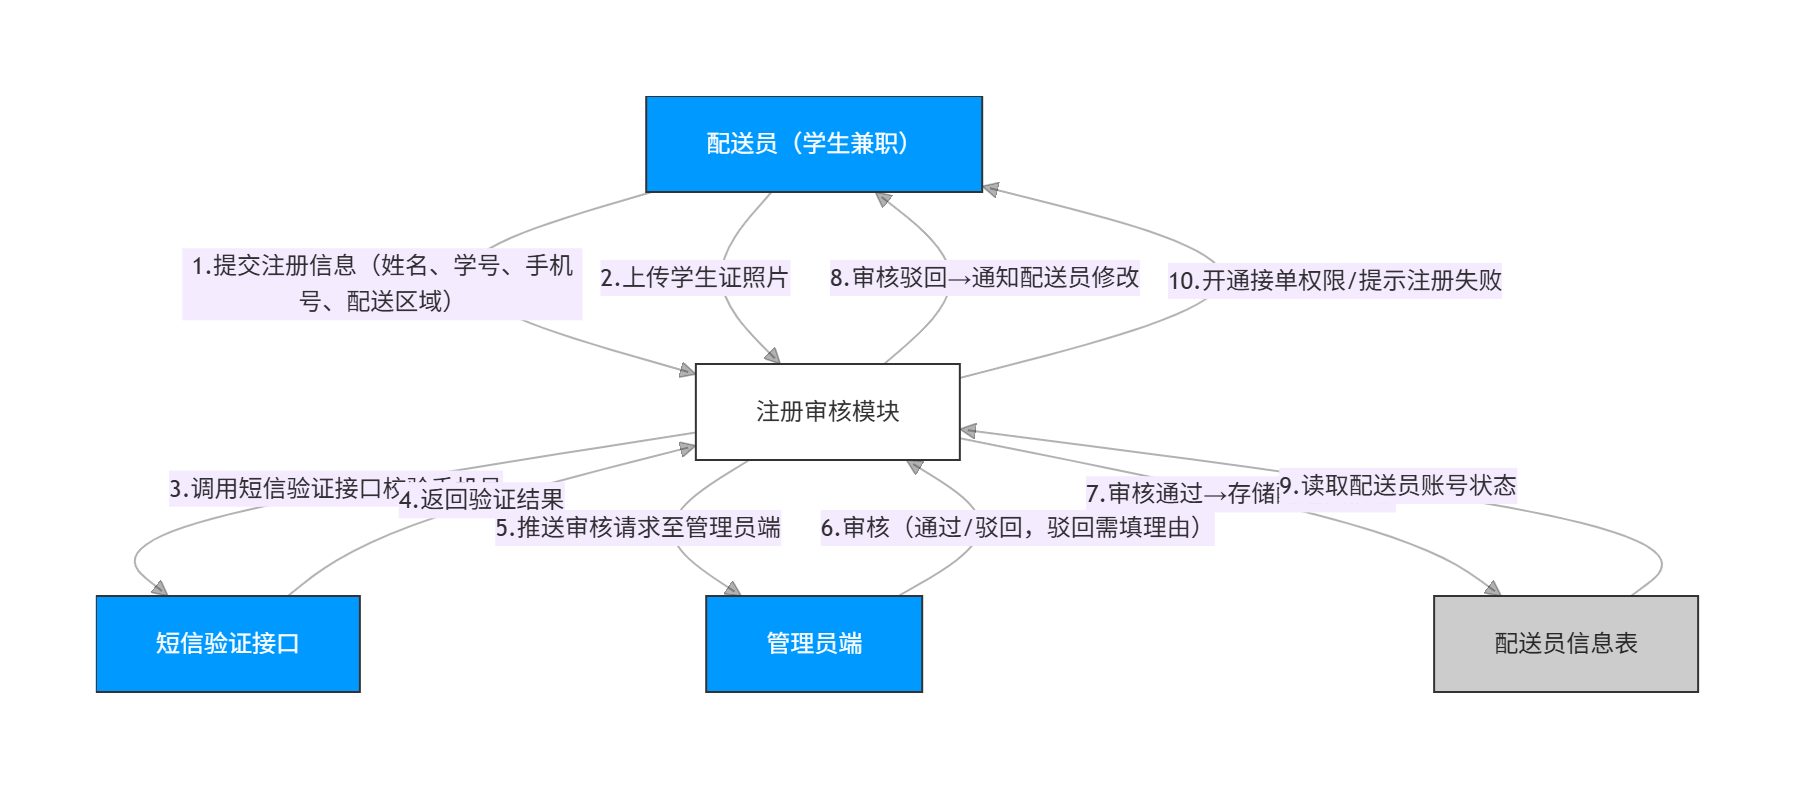 配送员（学生兼职）
1.提交注册信息（姓名、学号、手机
号、配送区域）
2.上传学生证照片
8.审核驳回→通知配送员修改
10.开通接单权限/提示注册失败
注册审核模块
3.调用短信验证接口校验手机号
4.返回验证结果
5.推送审核请求至管理员端
6.审核（通过/驳回，驳回需填理由）
7.审核通过→存储
9.读取配送员账号状态
短信验证接口
管理员端
配送员信息表